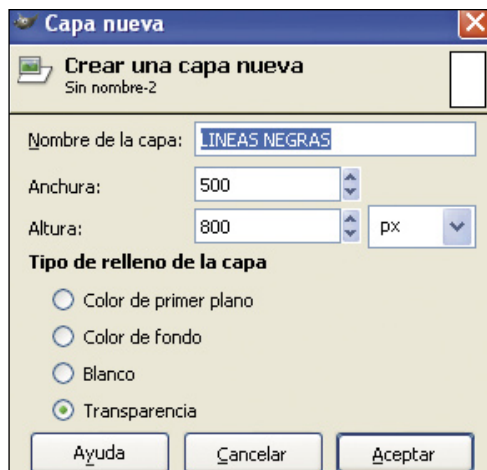 Capa nueva
Crear una capa nueva
Sin nombre-2
Nombre de la capa: LINEAS NEGRAS
Anchura: 500
Altura: 800 px
Tipo de relleno de la capa
Color de primer plano
Color de fondo
Blanco
Transparencia
Ayuda Cancelar Aceptar